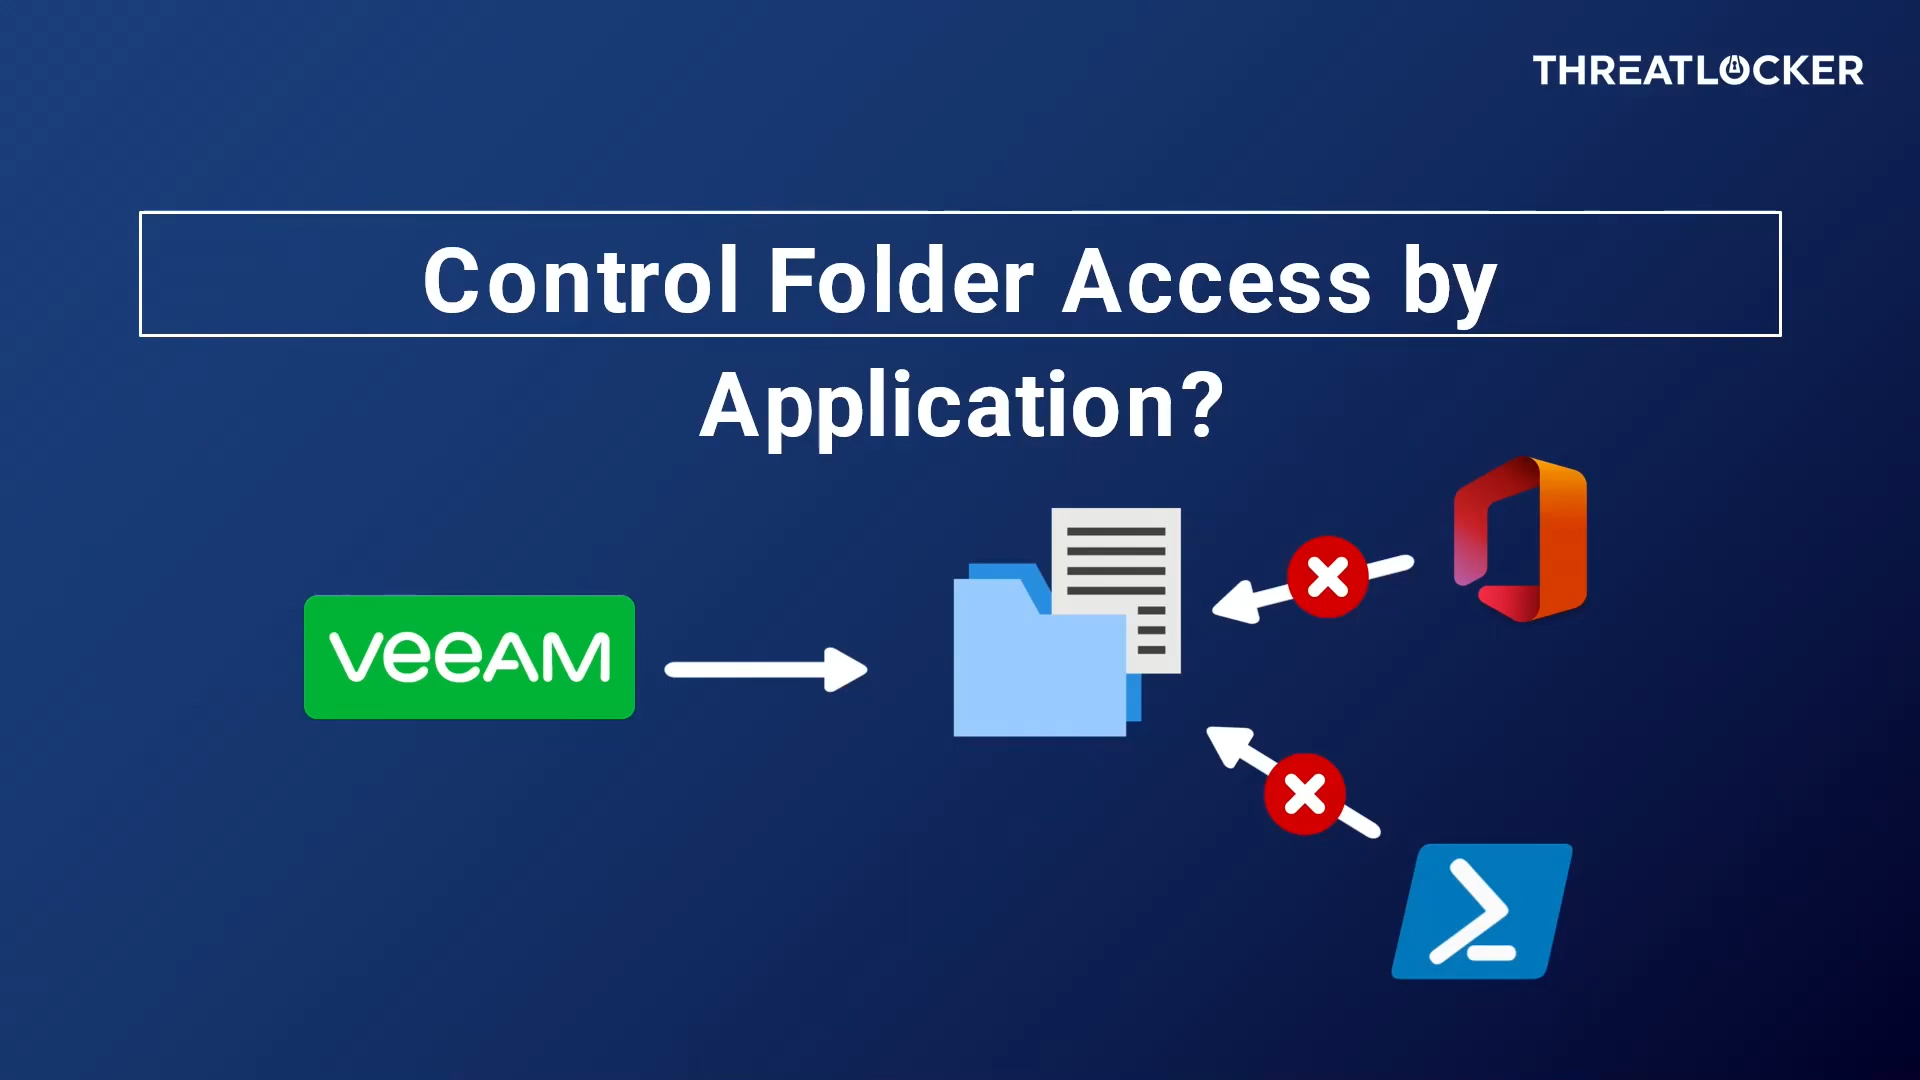 THREATLOCKER
Control Folder Access by
Application?
veeAM